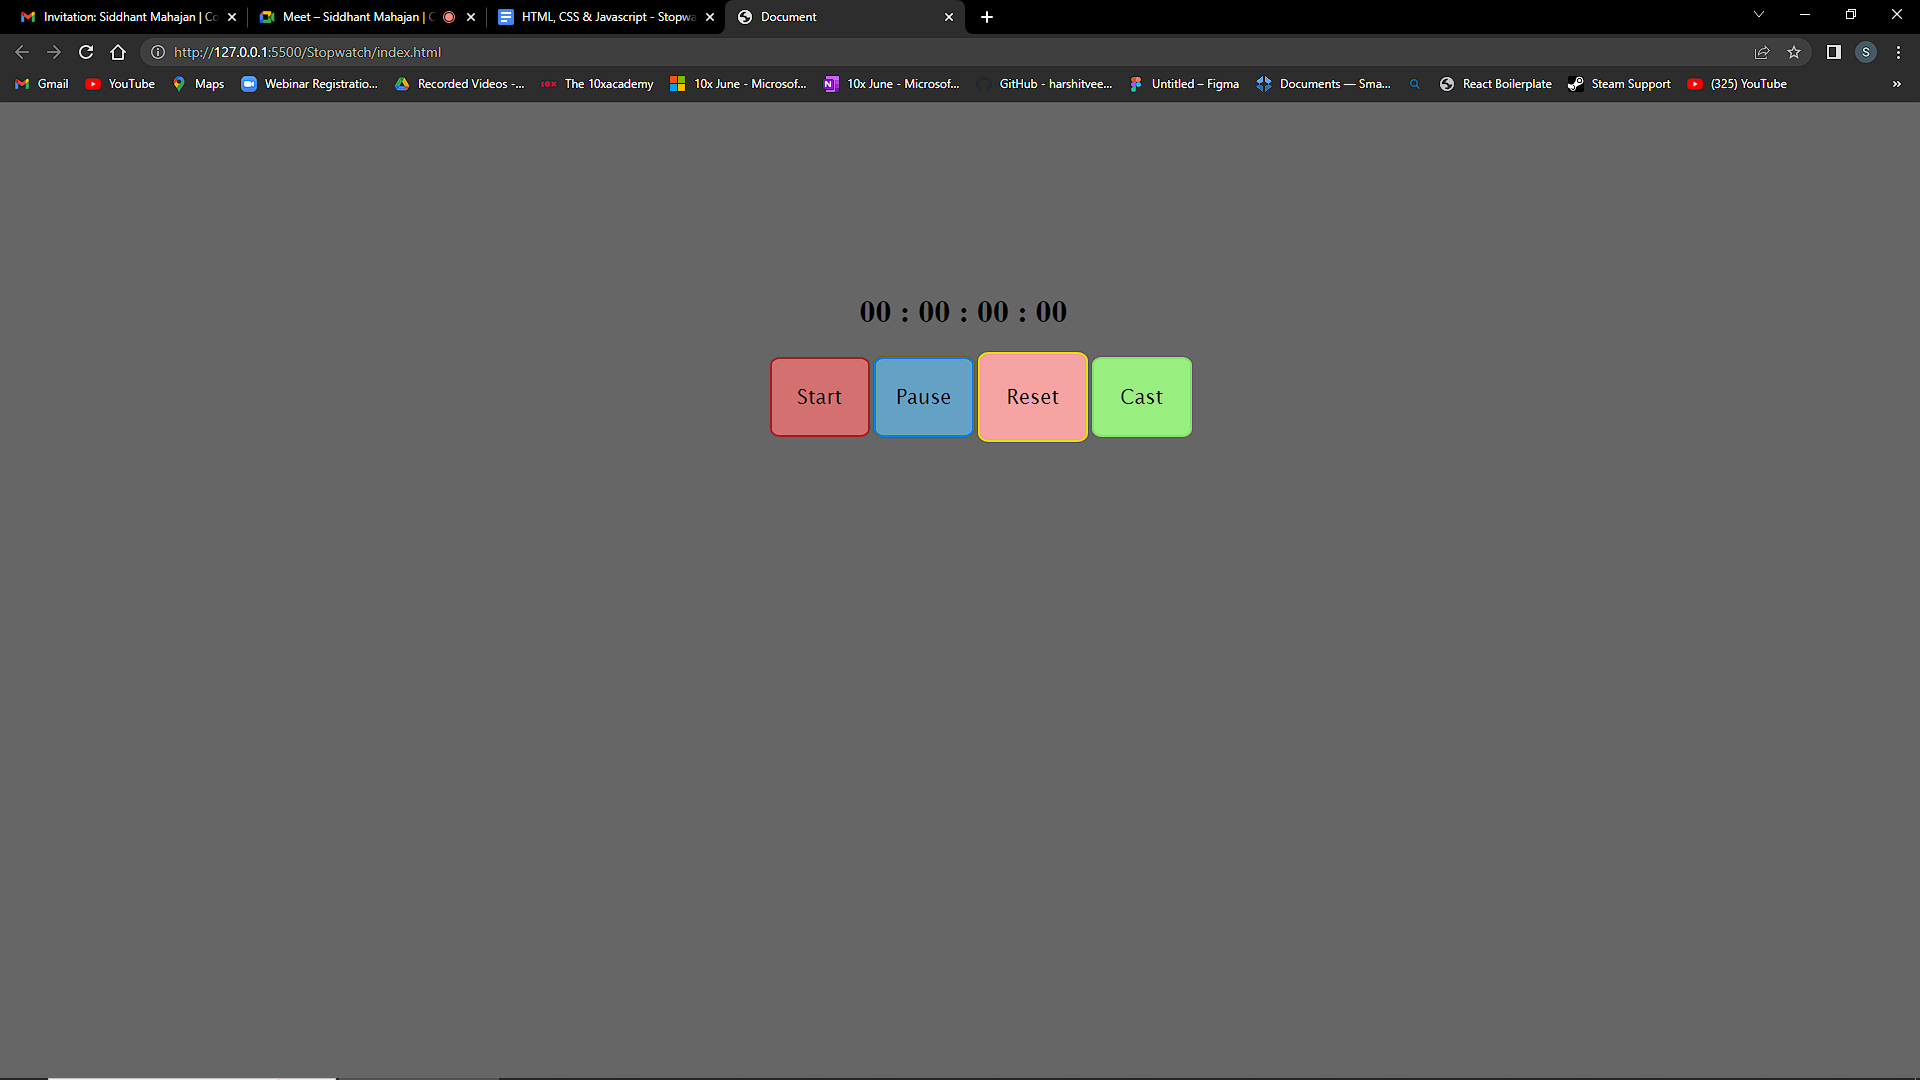 Invitation: Siddhant Mahajan | Co
Meet – Siddhant Mahajan | C
HTML, CSS & Javascript - Stopwa
Document
http://127.0.0.1:5500/Stopwatch/index.html
S
Gmail
YouTube
Maps
Webinar Registratio...
Recorded Videos -...
The 10xacademy
10x June - Microsof...
10x June - Microsof...
GitHub - harshitvee...
Untitled – Figma
Documents — Sma...
React Boilerplate
Steam Support
(325) YouTube
»
00 : 00 : 00 : 00
Start
Pause
Reset
Cast